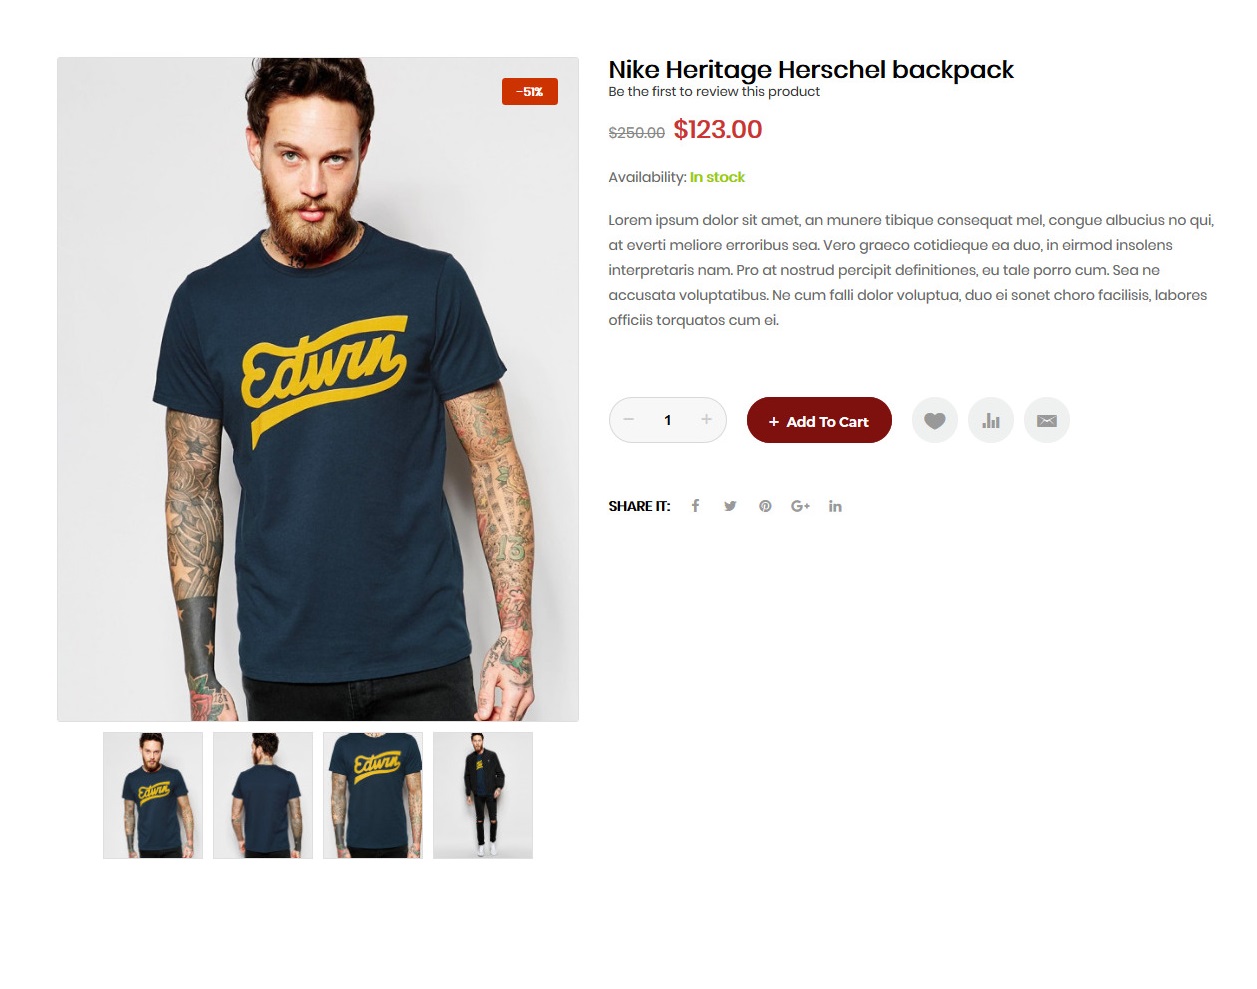 Nike Heritage Herschel backpack
Be the first to review this product
$250.00 $123.00
Availability: In stock
Lorem ipsum dolor sit amet, an munere tibique consequat mel, congue albucius no qui,
at everti meliore erroribus sea. Vero graeco cotidieque ea duo, in eirmod insolens
interpretaris nam. Pro at nostrud percipit definitiones, eu tale porro cum. Sea ne
accusata voluptatibus. Ne cum falli dolor voluptua, duo ei sonet choro facilisis, labores
officiis torquatos cum ei.
− 1 + + Add To Cart
SHARE IT: f G+ in
−51%
Edwin
13
Edwin
Edwin